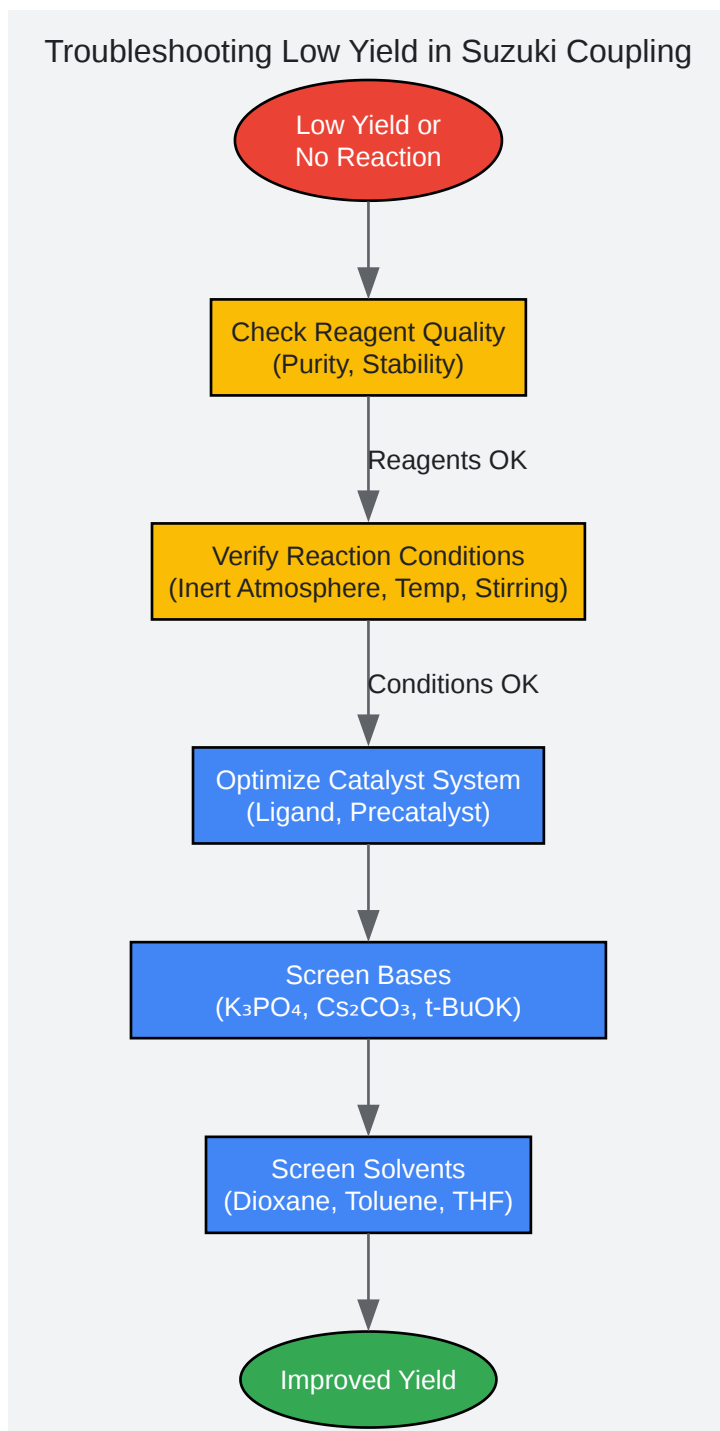 Troubleshooting Low Yield in Suzuki Coupling
Low Yield or
No Reaction
Check Reagent Quality
(Purity, Stability)
Reagents OK
Verify Reaction Conditions
(Inert Atmosphere, Temp, Stirring)
Conditions OK
Optimize Catalyst System
(Ligand, Precatalyst)
Screen Bases
(K₃PO₄, Cs₂CO₃, t-BuOK)
Screen Solvents
(Dioxane, Toluene, THF)
Improved Yield